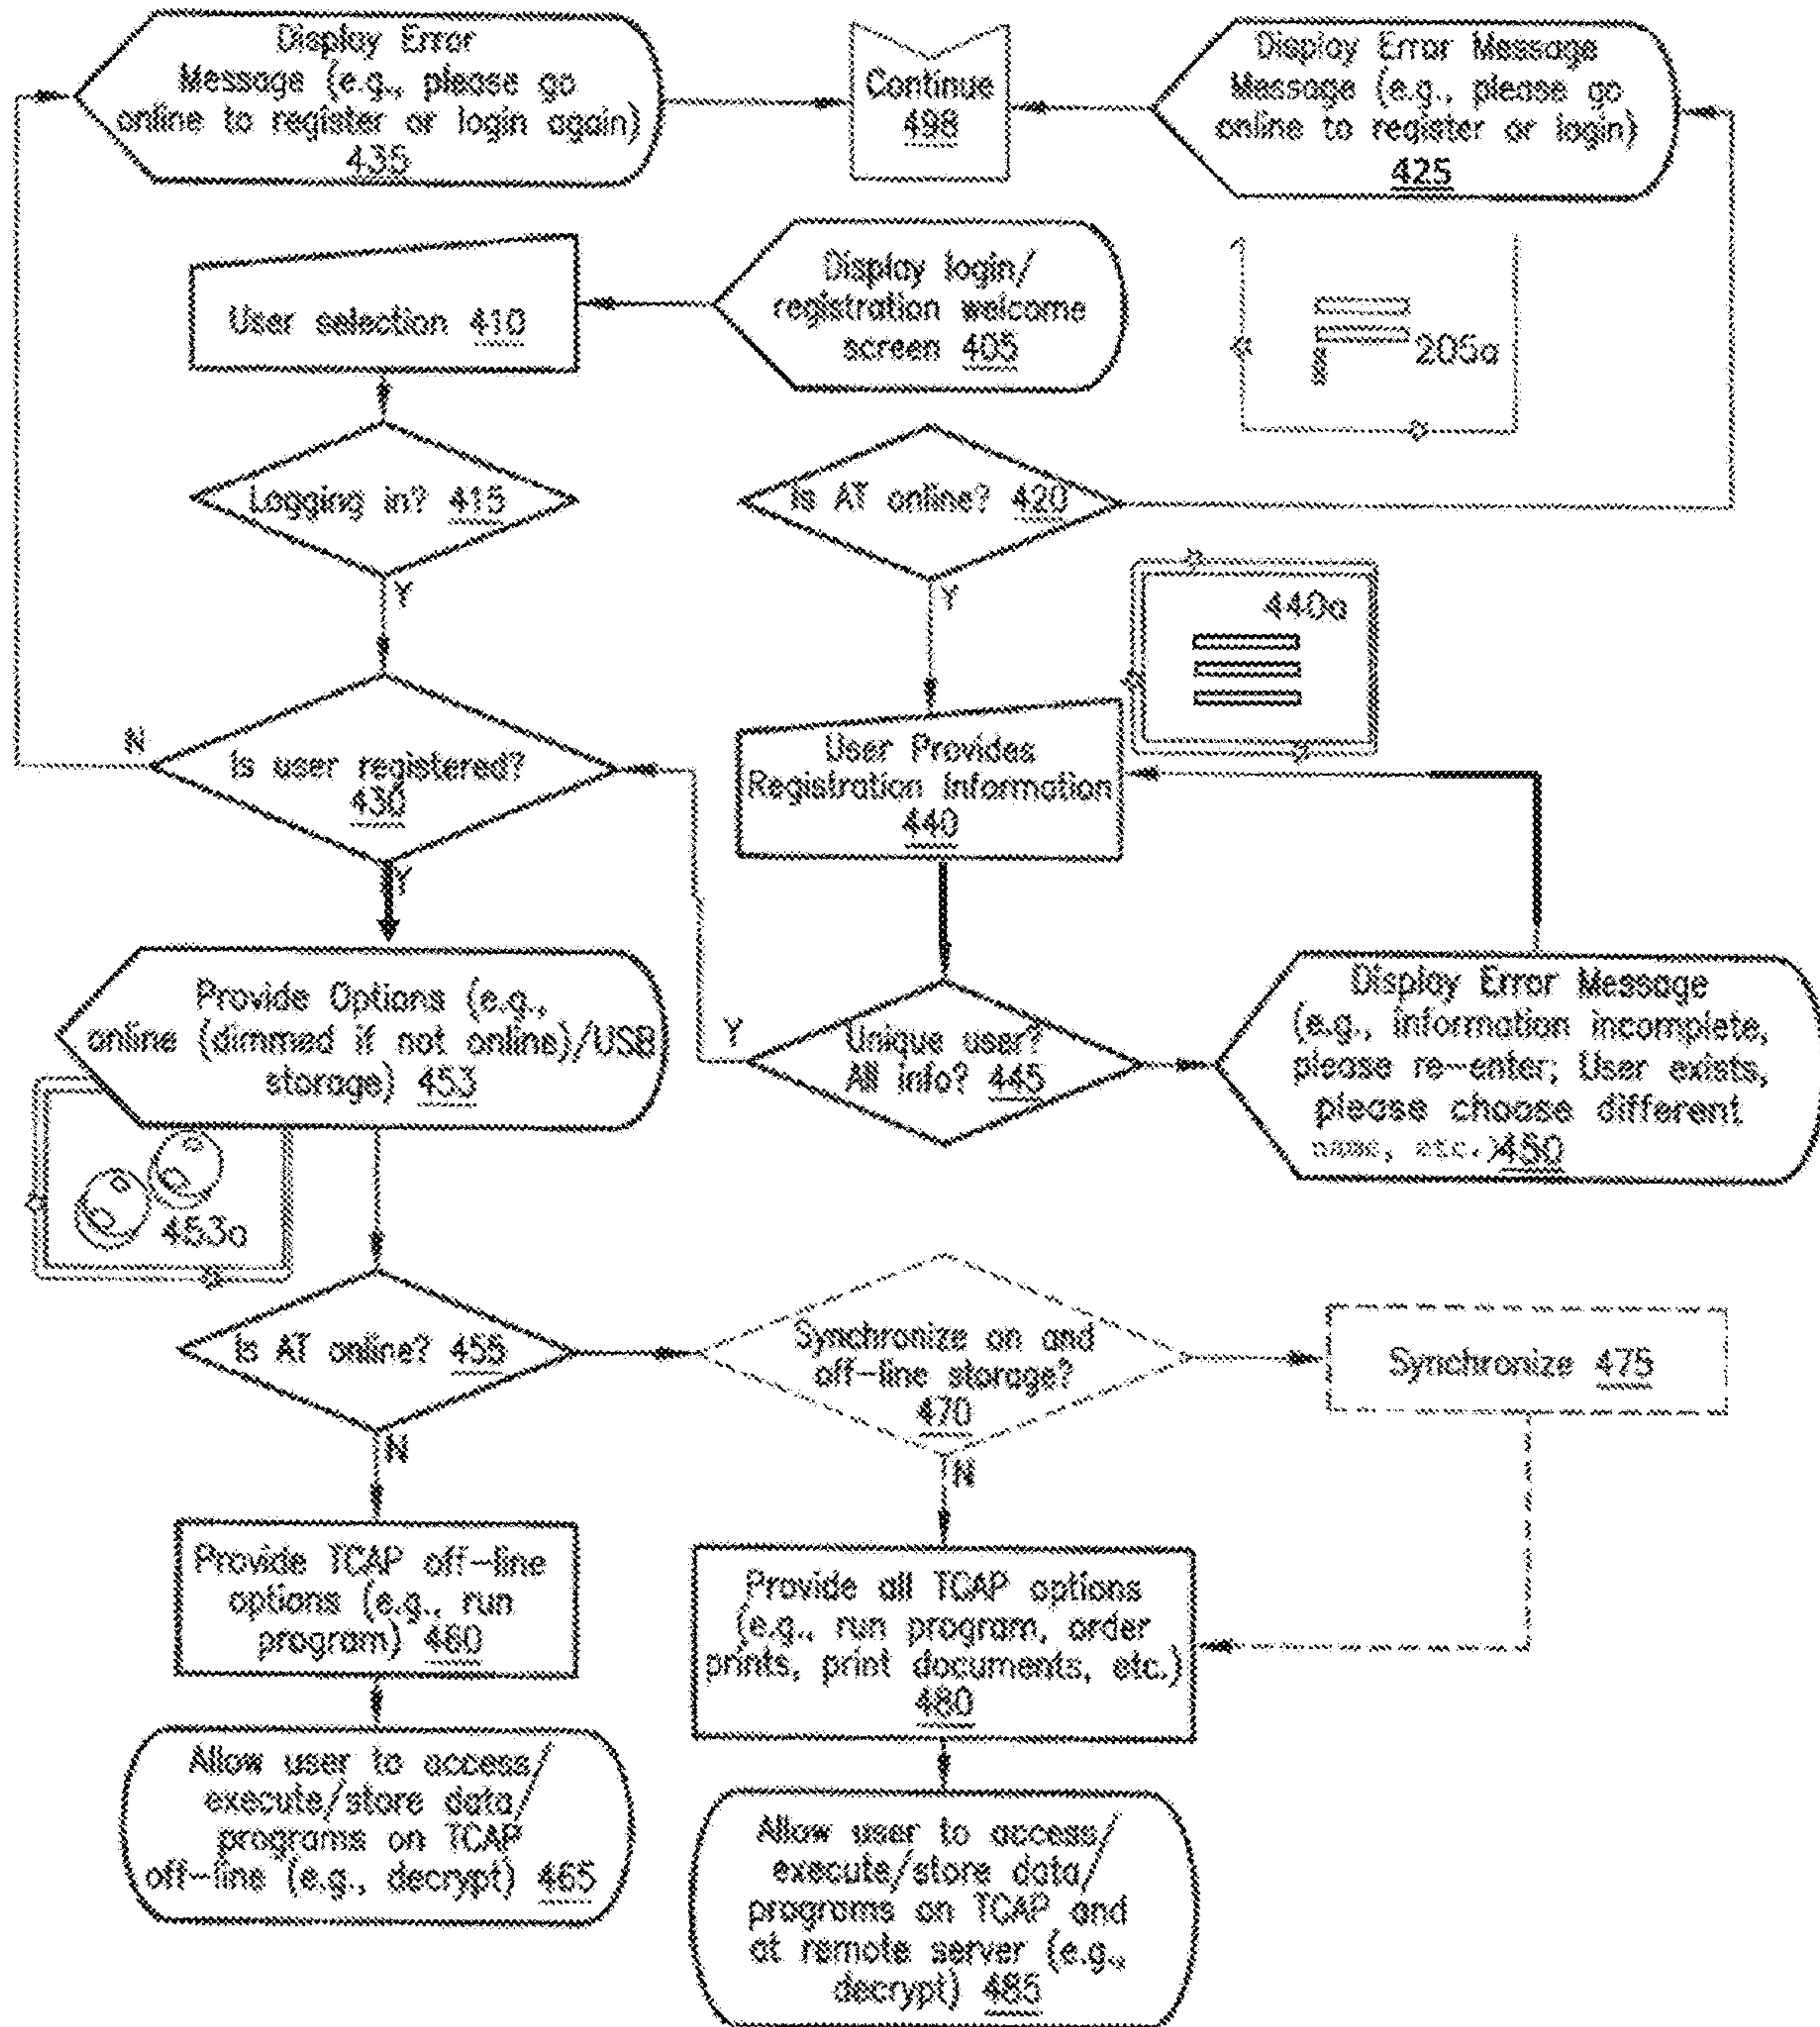 Display Error
Message (e.g., please go
online to register or login again)
435
Continue
498
Display Error Message
Message (e.g., please go
online to register or login)
425
User selection 410
Display login/
registration welcome
screen 405
205a
Logging in? 415
Is AT online? 420
Y
Y
440a
N
Is user registered?
430
User Provides
Registration Information
440
Y
Provide Options (e.g.,
online (dimmed if not online)/USB
storage) 453
Y
Unique user?
All info? 445
Display Error Message
(e.g., information incomplete,
please re-enter; User exists,
please choose different
name, etc.) 450
453a
Is AT online? 455
Synchronize on and
off-line storage?
470
Synchronize 475
N
N
Provide TCAP off-line
options (e.g., run
program) 460
Provide all TCAP options
(e.g., run program, order
prints, print documents, etc.)
480
Allow user to access/
execute/store data/
programs on TCAP
off-line (e.g., decrypt) 465
Allow user to access/
execute/store data/
programs on TCAP and
at remote server (e.g.,
decrypt) 485